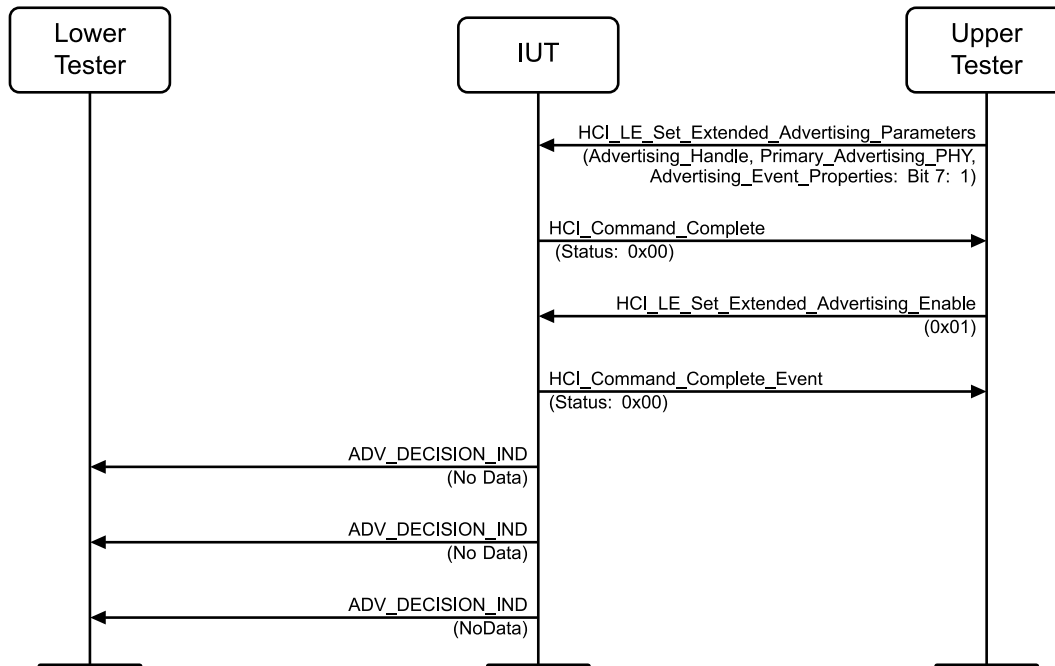 Lower
Tester
IUT
Upper
Tester
HCI_LE_Set_Extended_Advertising_Parameters
(Advertising_Handle, Primary_Advertising_PHY,
Advertising_Event_Properties: Bit 7: 1)
HCI_Command_Complete
(Status: 0x00)
HCI_LE_Set_Extended_Advertising_Enable
(0x01)
HCI_Command_Complete_Event
(Status: 0x00)
ADV_DECISION_IND
(No Data)
ADV_DECISION_IND
(No Data)
ADV_DECISION_IND
(NoData)